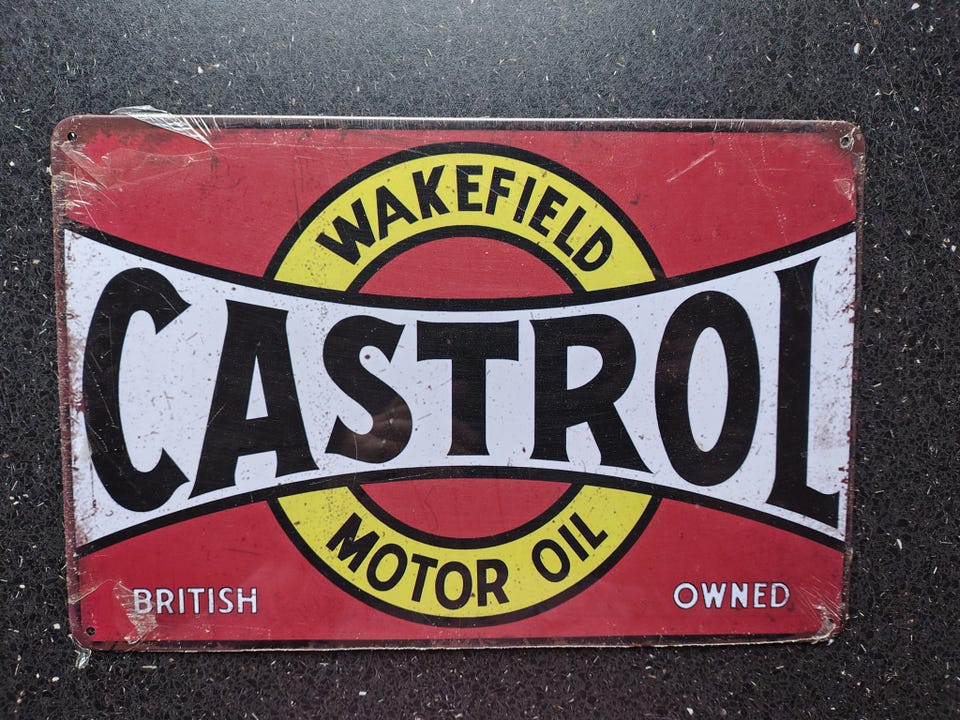 WAKEFIELD
CASTROL
MOTOR OIL
BRITISH OWNED